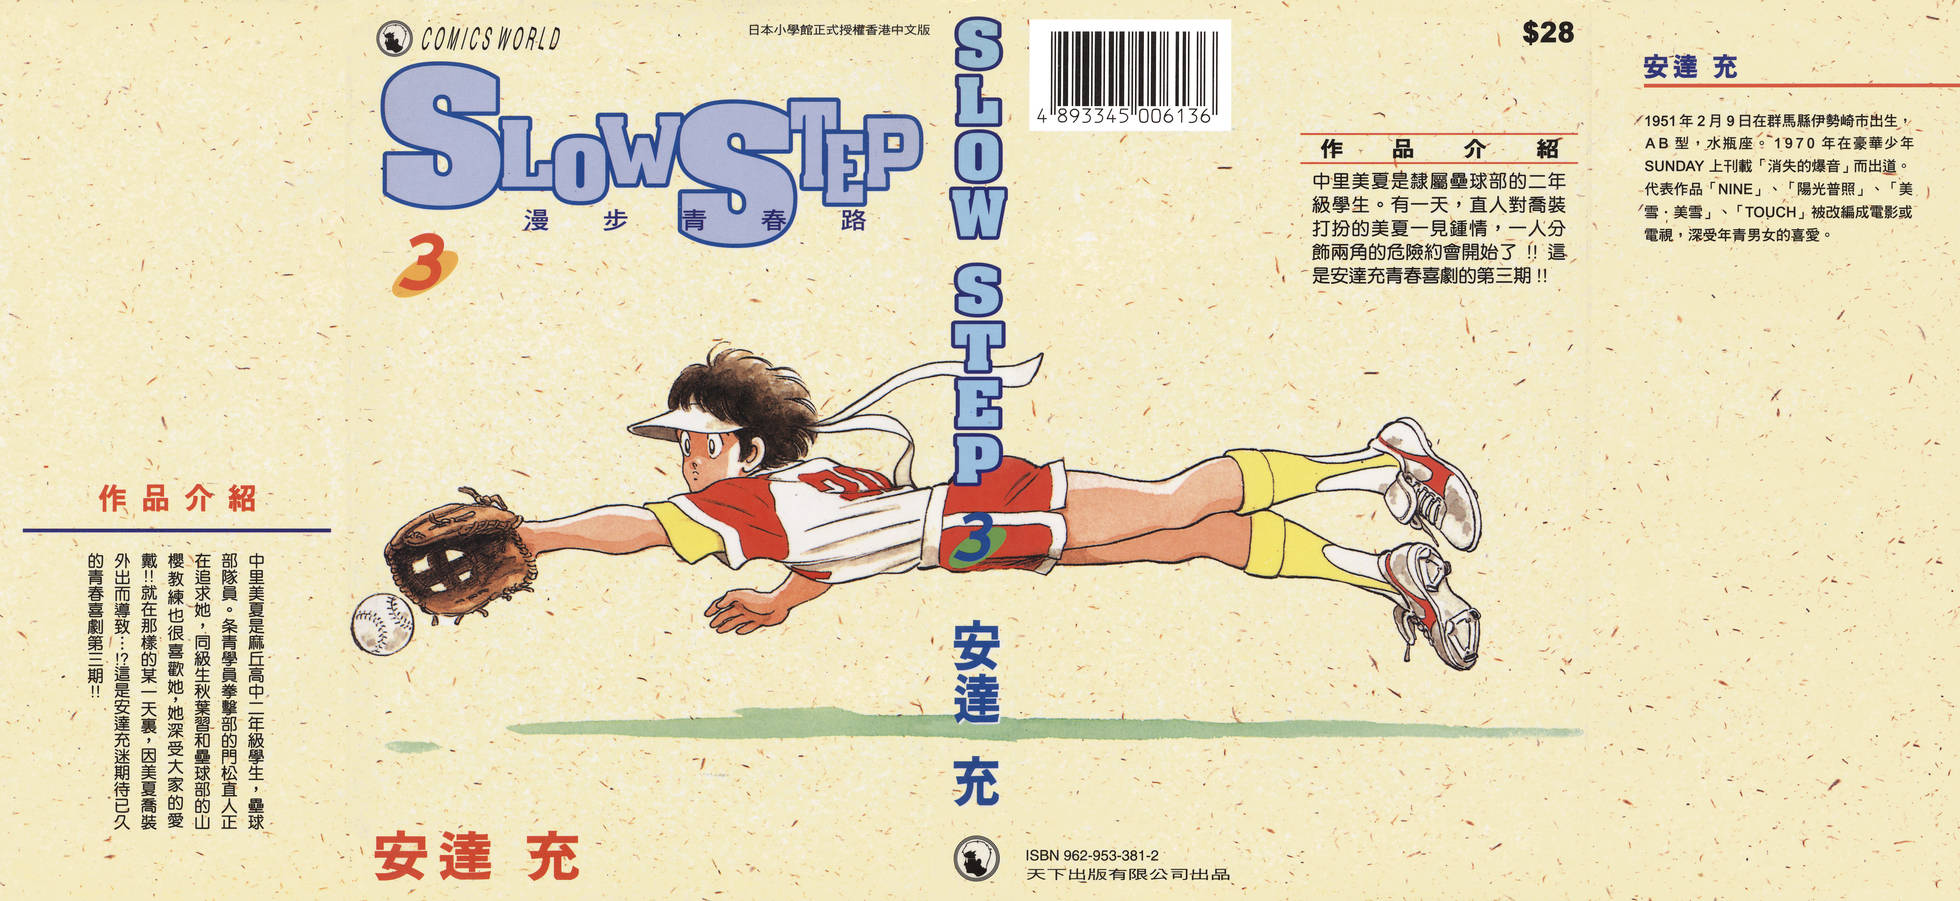 作品介紹
中里美夏是麻丘高中二年級學生，壘球
部隊員。条青學員拳擊部的門松直人正
在追求她，同級生秋葉習和壘球部的山
櫻教練也很喜歡她，她深受大家的愛
戴!!就在那樣的某一天裏，因美夏喬裝
外出而導致…!?這是安達充迷期待已久
的青春喜劇第三期!!
COMICS WORLD
日本小學館正式授權香港中文版
SLOW STEP
漫步青春路
3
安達 充
SLOW STEP
3
安達 充
4 893345 006136
$28
作品介紹
中里美夏是隸屬壘球部的二年
級學生。有一天，直人對喬裝
打扮的美夏一見鍾情，一人分
飾兩角的危險約會開始了!!這
是安達充青春喜劇的第三期!!
ISBN 962-953-381-2
天下出版有限公司出品
安達 充
1951年2月9日在群馬縣伊勢崎市出生，
AB型，水瓶座。1970年在豪華少年
SUNDAY上刊載「消失的爆音」而出道。
代表作品「NINE」、「陽光普照」、「美
雪．美雪」、「TOUCH」被改編成電影或
電視，深受年青男女的喜愛。